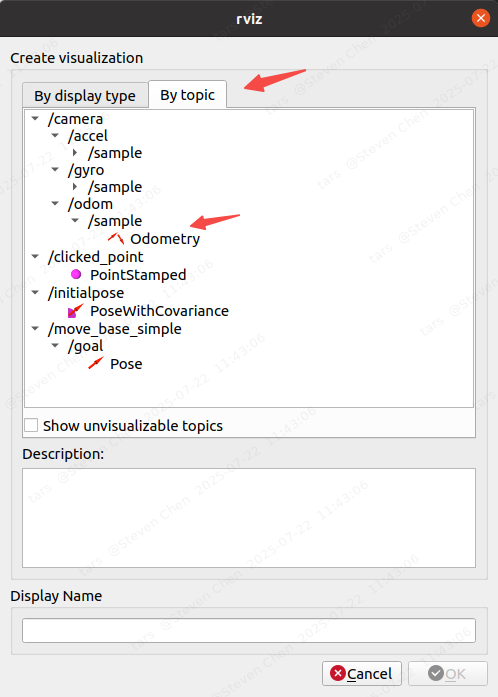 rviz
Create visualization
By display type
By topic
/camera
/accel
/sample
/gyro
/sample
/odom
/sample
Odometry
/clicked_point
PointStamped
/initialpose
PoseWithCovariance
/move_base_simple
/goal
Pose
Show unvisualizable topics
Description:
Display Name
Cancel
OK
tars @Steven Chen 2025-07-22 11:43:06